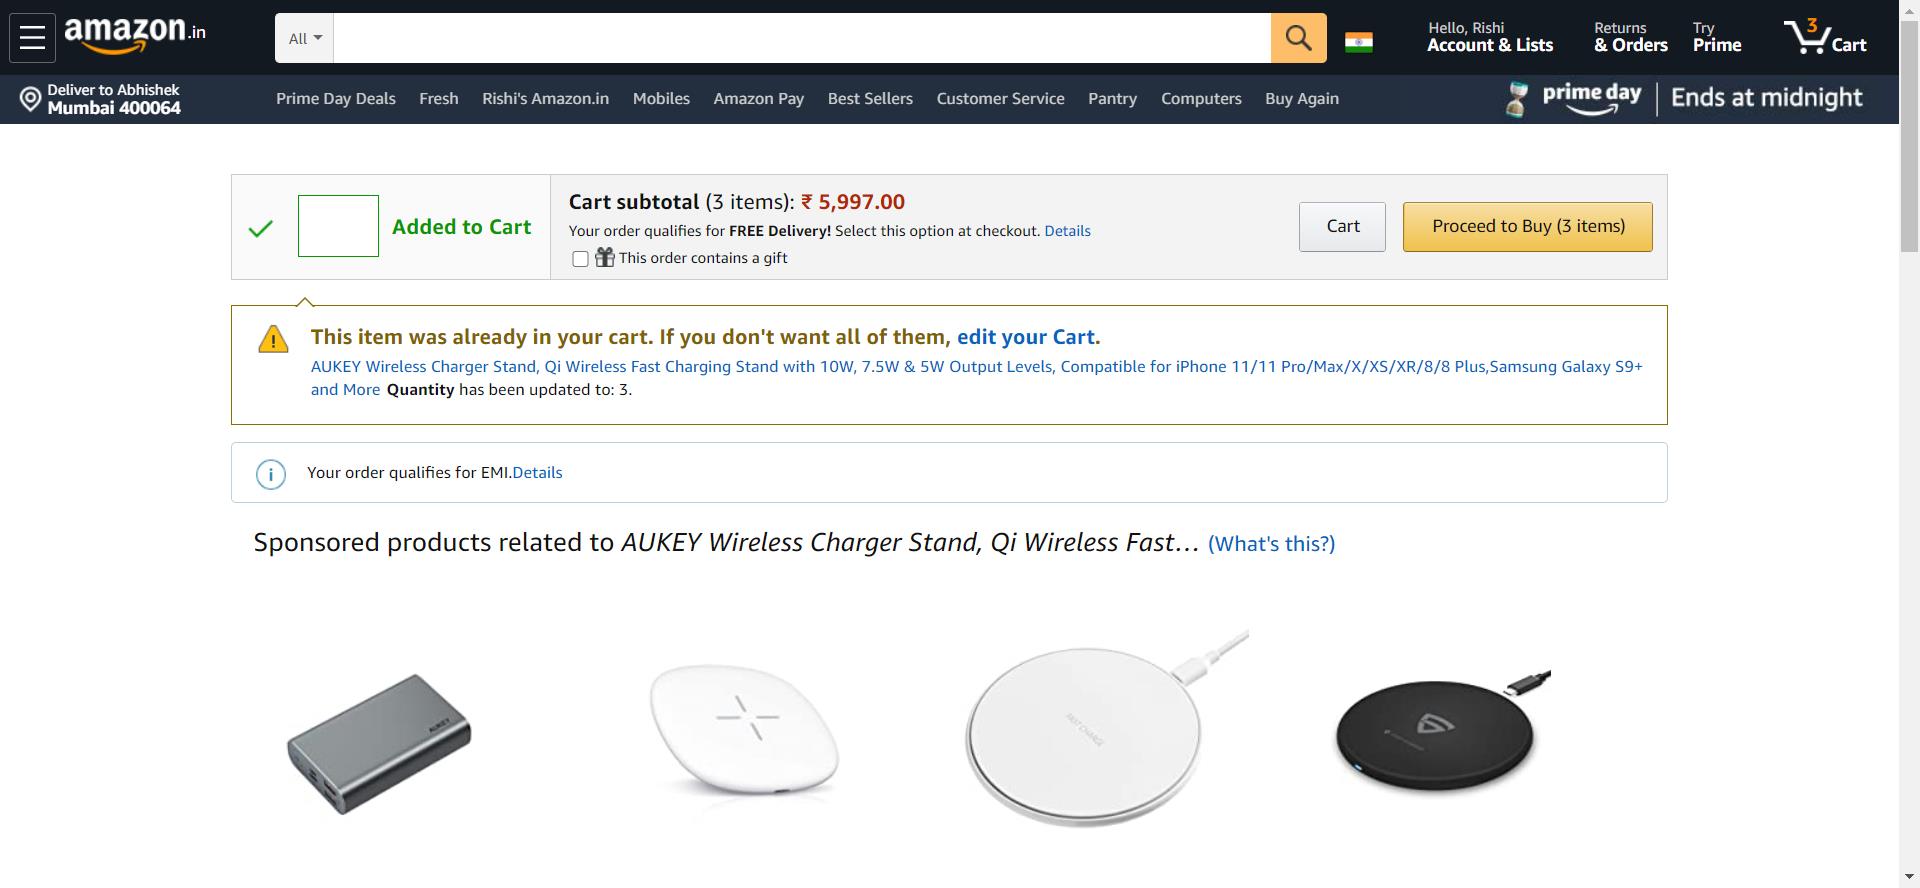 amazon.in
All
Hello, Rishi
Account & Lists
Returns
& Orders
Try
Prime
3
Cart
Deliver to Abhishek
Mumbai 400064
Prime Day Deals
Fresh
Rishi's Amazon.in
Mobiles
Amazon Pay
Best Sellers
Customer Service
Pantry
Computers
Buy Again
prime day
Ends at midnight
Added to Cart
Cart subtotal (3 items): ₹ 5,997.00
Your order qualifies for FREE Delivery! Select this option at checkout. Details
This order contains a gift
Cart
Proceed to Buy (3 items)
This item was already in your cart. If you don't want all of them, edit your Cart.
AUKEY Wireless Charger Stand, Qi Wireless Fast Charging Stand with 10W, 7.5W & 5W Output Levels, Compatible for iPhone 11/11 Pro/Max/X/XS/XR/8/8 Plus,Samsung Galaxy S9+
and More Quantity has been updated to: 3.
Your order qualifies for EMI.Details
Sponsored products related to AUKEY Wireless Charger Stand, Qi Wireless Fast… (What's this?)
AUKEY
FAST CHARGE